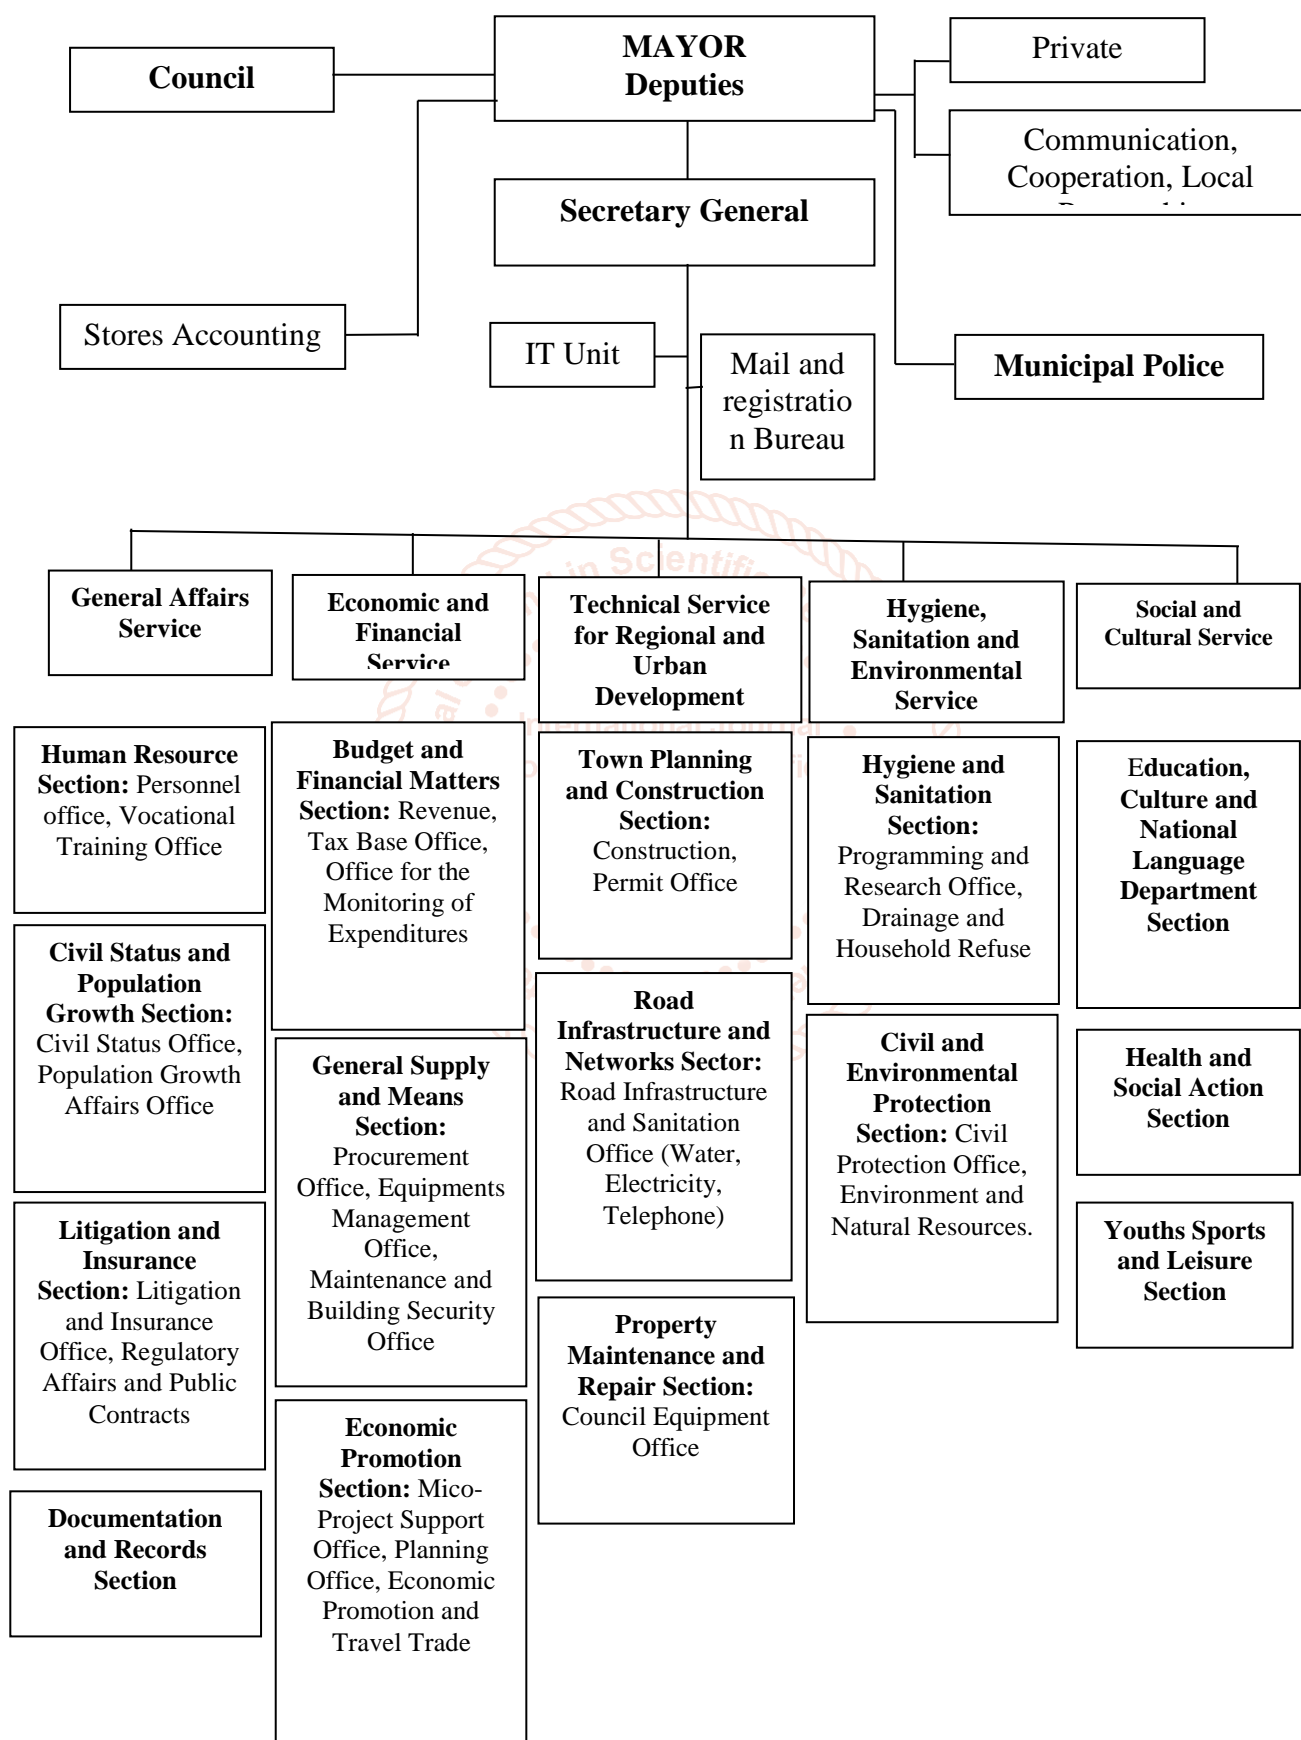 MAYOR
Deputies
Council
Private
Communication,
Cooperation, Local
Secretary General
Stores Accounting
IT Unit
Mail and
registratio
n Bureau
Municipal Police
General Affairs
Service
Economic and
Financial
Service
Technical Service
for Regional and
Urban
Development
Hygiene,
Sanitation and
Environmental
Service
Social and
Cultural Service
Human Resource
Section: Personnel
office, Vocational
Training Office
Civil Status and
Population
Growth Section:
Civil Status Office,
Population Growth
Affairs Office
Litigation and
Insurance
Section: Litigation
and Insurance
Office, Regulatory
Affairs and Public
Contracts
Documentation
and Records
Section
Budget and
Financial Matters
Section: Revenue,
Tax Base Office,
Office for the
Monitoring of
Expenditures
General Supply
and Means
Section:
Procurement
Office, Equipments
Management
Office,
Maintenance and
Building Security
Office
Economic
Promotion
Section: Mico-
Project Support
Office, Planning
Office, Economic
Promotion and
Travel Trade
Town Planning
and Construction
Section:
Construction,
Permit Office
Road
Infrastructure and
Networks Sector:
Road Infrastructure
and Sanitation
Office (Water,
Electricity,
Telephone)
Property
Maintenance and
Repair Section:
Council Equipment
Office
Hygiene and
Sanitation
Section:
Programming and
Research Office,
Drainage and
Household Refuse
Civil and
Environmental
Protection
Section: Civil
Protection Office,
Environment and
Natural Resources.
Education,
Culture and
National
Language
Department
Section
Health and
Social Action
Section
Youths Sports
and Leisure
Section
in Scientific
International Journal